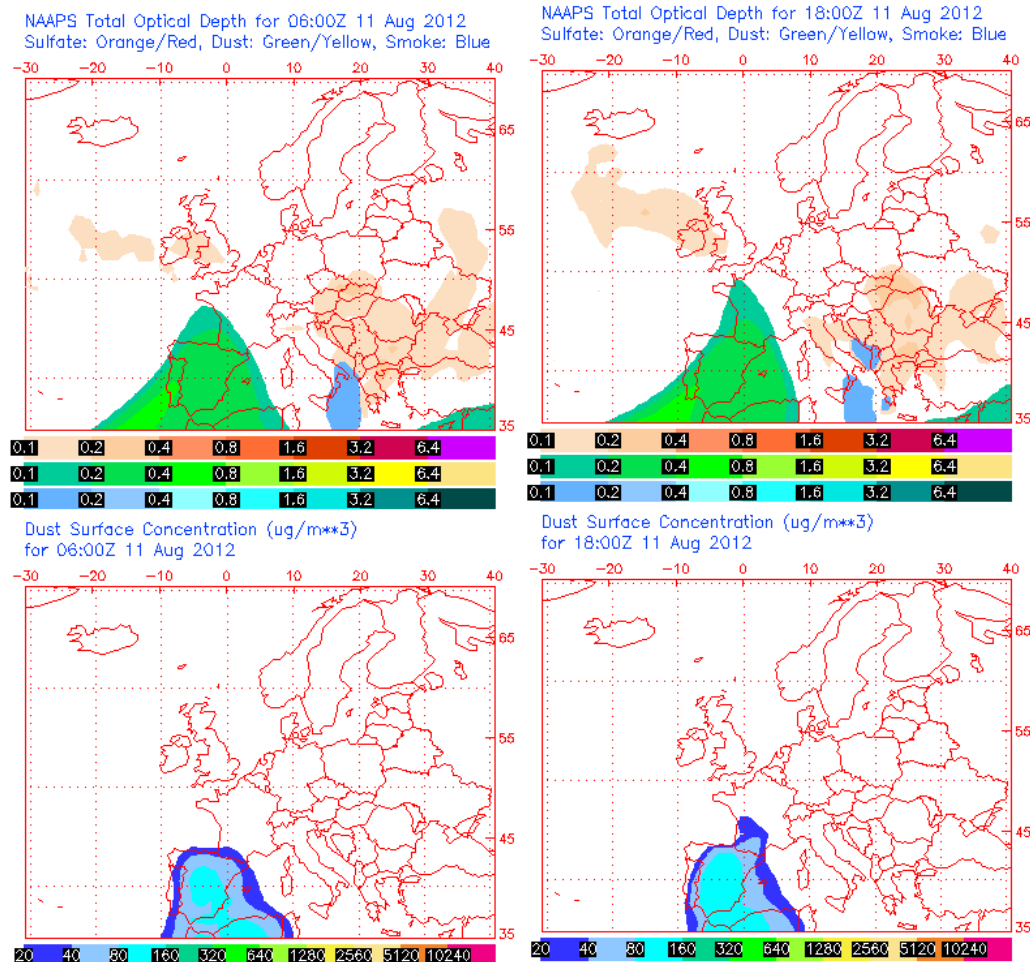 NAAPS Total Optical Depth for 06:00Z 11 Aug 2012
Sulfate: Orange/Red, Dust: Green/Yellow, Smoke: Blue
-30 -20 -10 0 10 20 30 40
65
55
45
35
0.1 0.2 0.4 0.8 1.6 3.2 6.4
0.1 0.2 0.4 0.8 1.6 3.2 6.4
0.1 0.2 0.4 0.8 1.6 3.2 6.4
NAAPS Total Optical Depth for 18:00Z 11 Aug 2012
Sulfate: Orange/Red, Dust: Green/Yellow, Smoke: Blue
-30 -20 -10 0 10 20 30 40
65
55
45
35
0.1 0.2 0.4 0.8 1.6 3.2 6.4
0.1 0.2 0.4 0.8 1.6 3.2 6.4
0.1 0.2 0.4 0.8 1.6 3.2 6.4
Dust Surface Concentration (ug/m**3)
for 06:00Z 11 Aug 2012
-30 -20 -10 0 10 20 30 40
65
55
45
35
20 40 80 160 320 640 1280 2560 5120 10240
Dust Surface Concentration (ug/m**3)
for 18:00Z 11 Aug 2012
-30 -20 -10 0 10 20 30 40
65
55
45
35
20 40 80 160 320 640 1280 2560 5120 10240